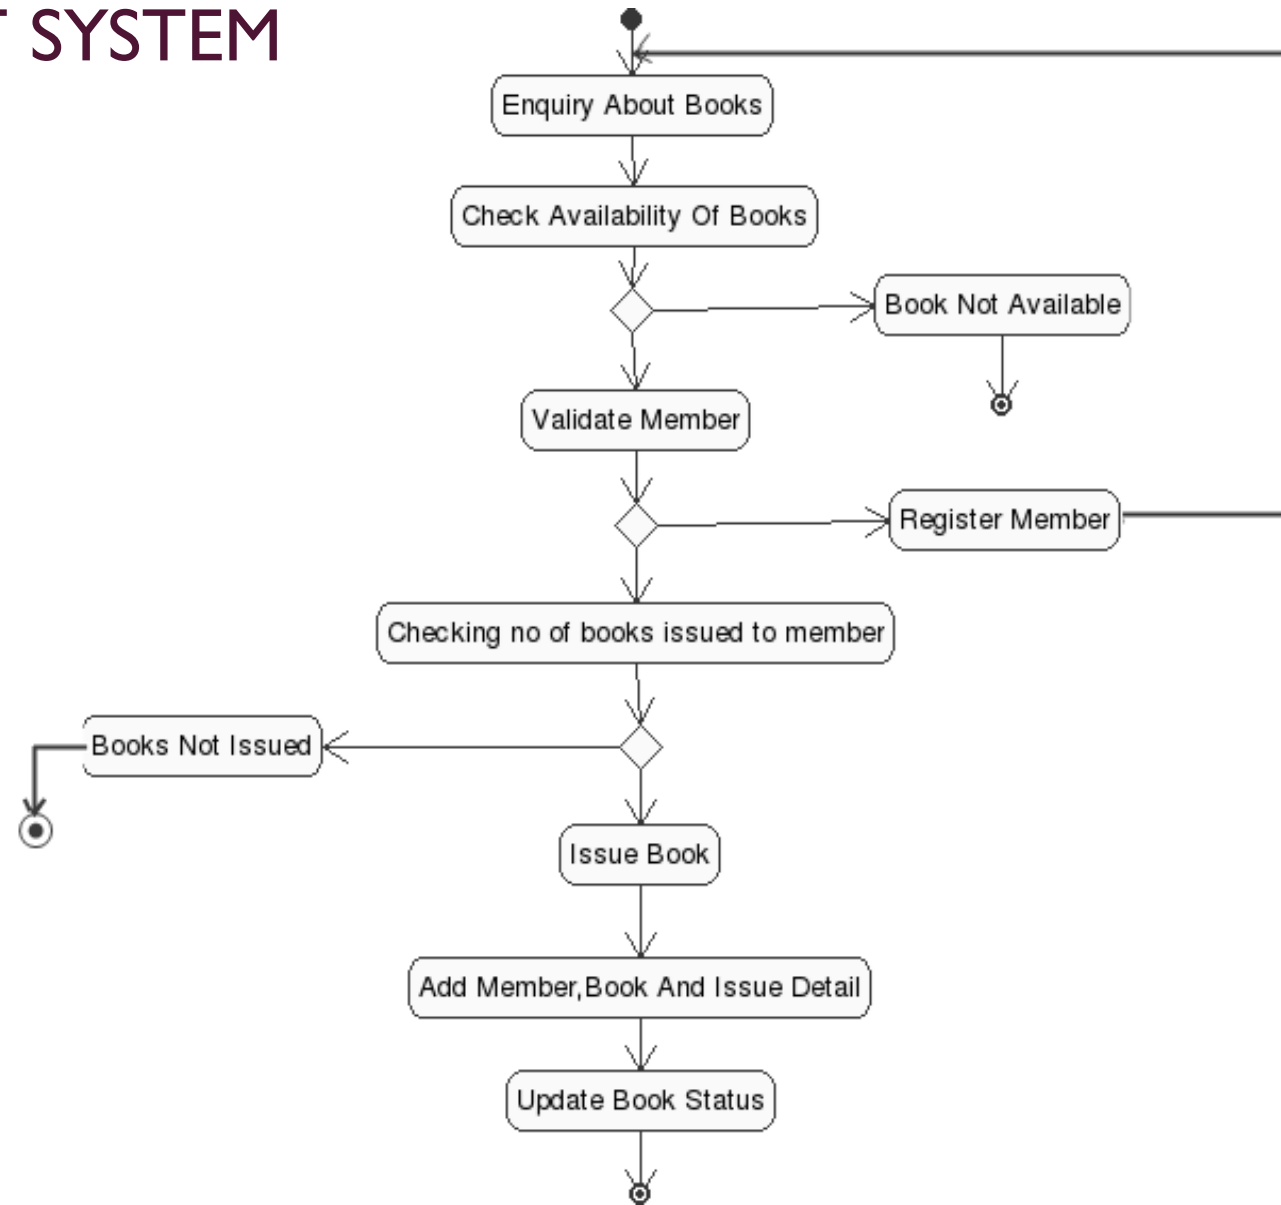 T SYSTEM
Enquiry About Books
Check Availability Of Books
Book Not Available
Validate Member
Register Member
Checking no of books issued to member
Books Not Issued
Issue Book
Add Member,Book And Issue Detail
Update Book Status